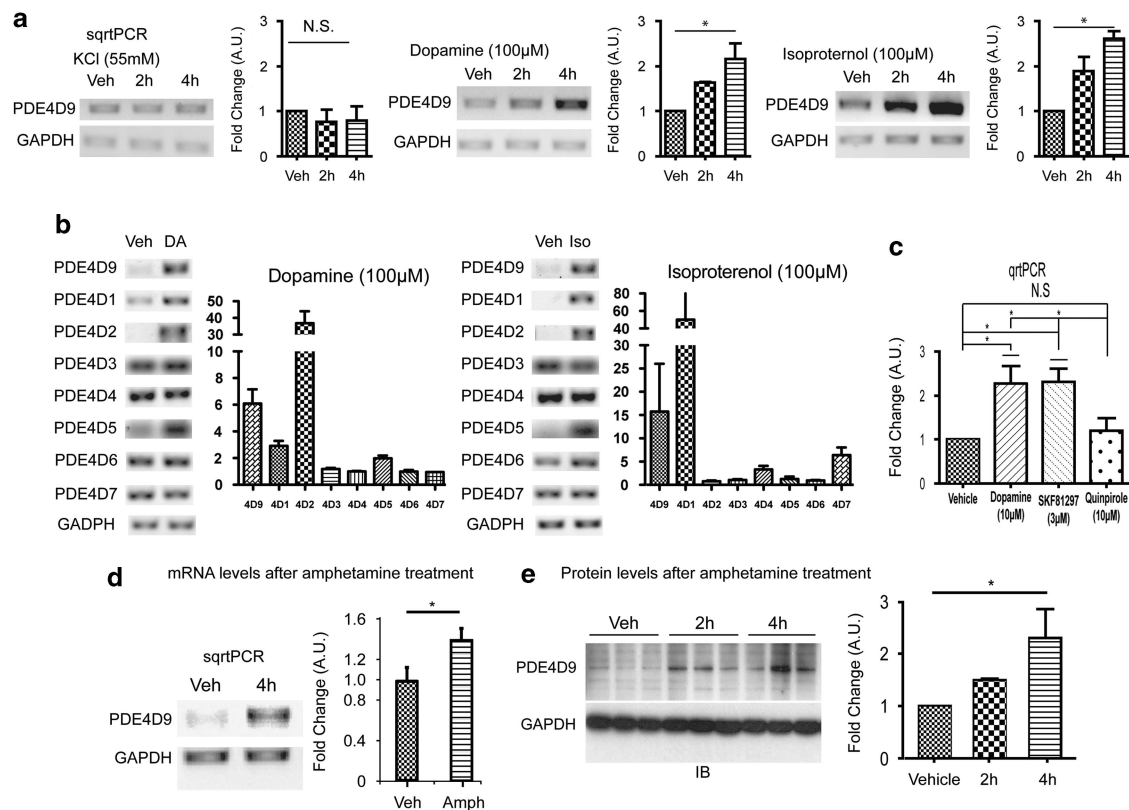 a
sqrtPCR
KCl (55mM)
Veh 2h 4h
PDE4D9
GAPDH
Fold Change (A.U.)
3
2
1
0
N.S.
Veh 2h 4h
Dopamine (100µM)
Veh 2h 4h
PDE4D9
GAPDH
Fold Change (A.U.)
3
2
1
0
*
Veh 2h 4h
Isoproternol (100µM)
Veh 2h 4h
PDE4D9
GAPDH
Fold Change (A.U.)
3
2
1
0
*
Veh 2h 4h
b
Veh DA
PDE4D9
PDE4D1
PDE4D2
PDE4D3
PDE4D4
PDE4D5
PDE4D6
PDE4D7
GADPH
Dopamine (100µM)
50
40
30
6
4
2
0
4D9 4D1 4D2 4D3 4D4 4D5 4D6 4D7
Veh Iso
PDE4D9
PDE4D1
PDE4D2
PDE4D3
PDE4D4
PDE4D5
PDE4D6
PDE4D7
GADPH
Isoproterenol (100µM)
80
60
40
30
25
20
15
10
5
0
4D9 4D1 4D2 4D3 4D4 4D5 4D6 4D7
c
qrtPCR
N.S
* *
*
*
Fold Change (A.U.)
3
2
1
0
Vehicle Dopamine (10µM) SKF81297 (3µM) Quinpirole (10µM)
d
mRNA levels after amphetamine treatment
sqrtPCR
Veh 4h
PDE4D9
GAPDH
Fold Change (A.U.)
1.6
1.2
1.0
0.8
0.4
0
*
Veh Amph
e
Protein levels after amphetamine treatment
Veh 2h 4h
PDE4D9
GAPDH
IB
Fold Change (A.U.)
3
2
1
0
*
Vehicle 2h 4h